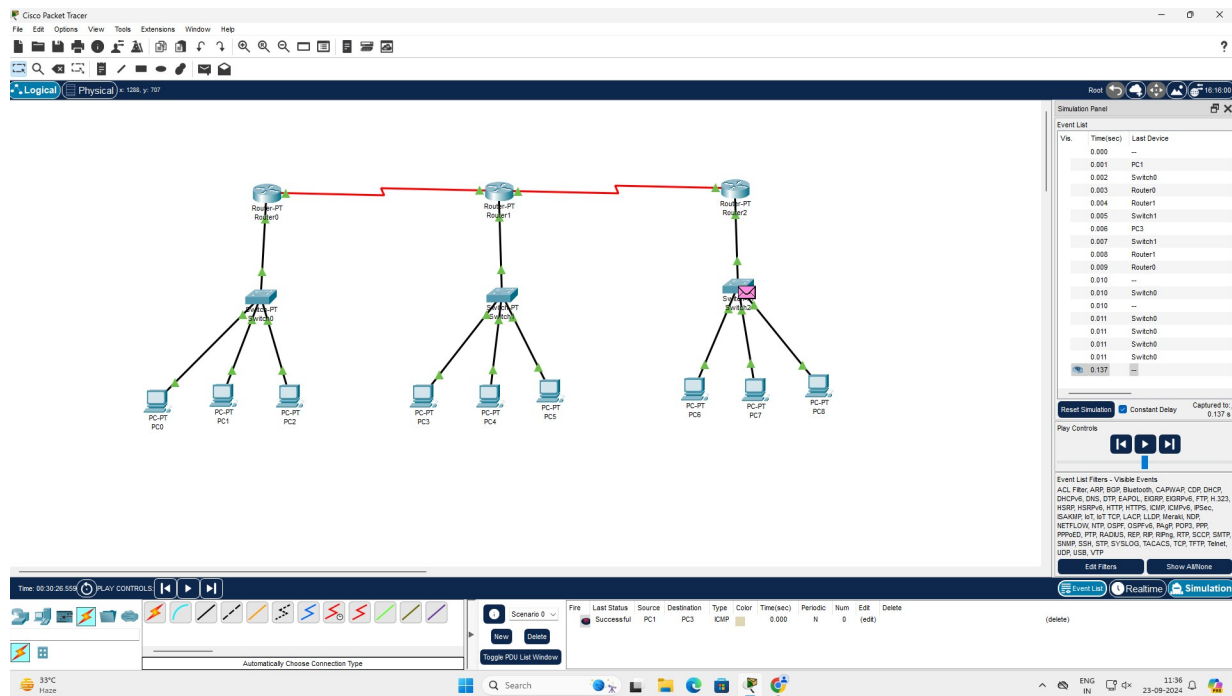 Cisco Packet Tracer
File Edit Options View Tools Extensions Window Help
?
Logical Physical x: 1288, y: 707
Root 16:16:00
Simulation Panel
Event List
Vis. Time(sec) Last Device
0.000 --
0.001 PC1
0.002 Switch0
0.003 Router0
0.004 Router1
0.005 Switch1
0.006 PC3
0.007 Switch1
0.008 Router1
0.009 Router0
0.010 --
0.010 Switch0
0.010 --
0.011 Switch0
0.011 Switch0
0.011 Switch0
0.011 Switch0
0.137 --
Reset Simulation Constant Delay Captured to:
0.137 s
Play Controls
Event List Filters - Visible Events
ACL Filter, ARP, BGP, Bluetooth, CAPWAP, CDP, DHCP,
DHCPv6, DNS, DTP, EAPOL, EIGRP, EIGRPv6, FTP, H.323,
HSRP, HSRPv6, HTTP, HTTPS, ICMP, ICMPv6, IPSec,
ISAKMP, IoT, IoT TCP, LACP, LLDP, Meraki, NDP,
NETFLOW, NTP, OSPF, OSPFv6, PAgP, POP3, PPP,
PPPoED, PTP, RADIUS, REP, RIP, RIPng, RTP, SCCP, SMTP,
SNMP, SSH, STP, SYSLOG, TACACS, TCP, TFTP, Telnet,
UDP, USB, VTP
Edit Filters Show All/None
Router-PT
Router0
Router-PT
Router1
Router-PT
Router2
Switch-PT
Switch0
Switch-PT
PC-PT
PC0
PC-PT
PC1
PC-PT
PC2
PC-PT
PC3
PC-PT
PC4
PC-PT
PC5
PC-PT
PC6
PC-PT
PC7
PC-PT
PC8
Time: 00:30:26.559 PLAY CONTROLS:
Event List Realtime Simulation
Scenario 0
New Delete
Toggle PDU List Window
Fire Last Status Source Destination Type Color Time(sec) Periodic Num Edit Delete
Successful PC1 PC3 ICMP 0.000 N 0 (edit) (delete)
Automatically Choose Connection Type
33°C
Haze
Search
ENG
IN
11:36
23-09-2024